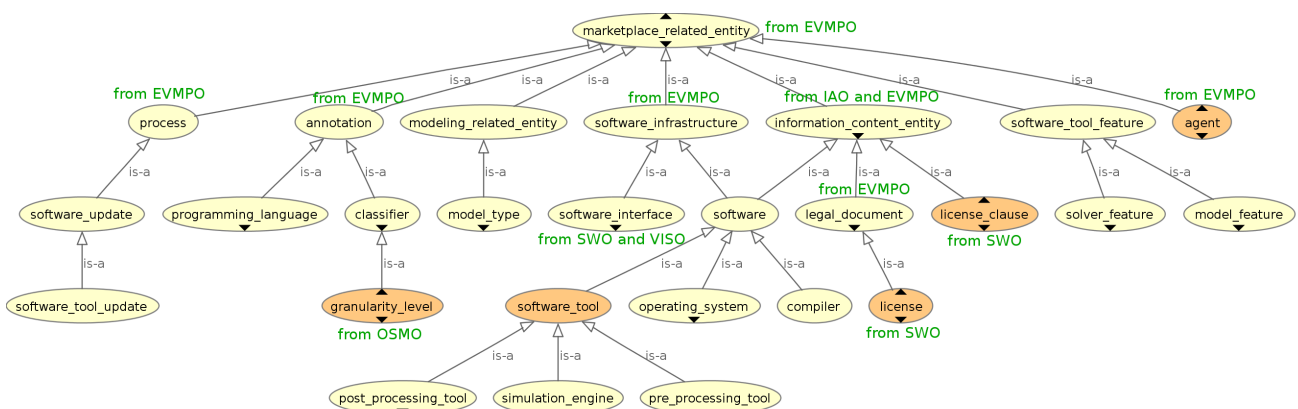 marketplace_related_entity
from EVMPO
is-a
is-a
is-a
is-a
is-a
is-a
is-a
from EVMPO
from EVMPO
from EVMPO
from IAO and EVMPO
from EVMPO
process
annotation
modeling_related_entity
software_infrastructure
information_content_entity
software_tool_feature
agent
is-a
is-a
is-a
is-a
is-a
is-a
is-a
is-a
is-a
is-a
is-a
from EVMPO
software_update
programming_language
classifier
model_type
software_interface
software
legal_document
license_clause
solver_feature
model_feature
from SWO and VISO
from SWO
is-a
is-a
is-a
is-a
is-a
is-a
software_tool_update
granularity_level
software_tool
operating_system
compiler
license
from OSMO
from SWO
is-a
is-a
is-a
post_processing_tool
simulation_engine
pre_processing_tool